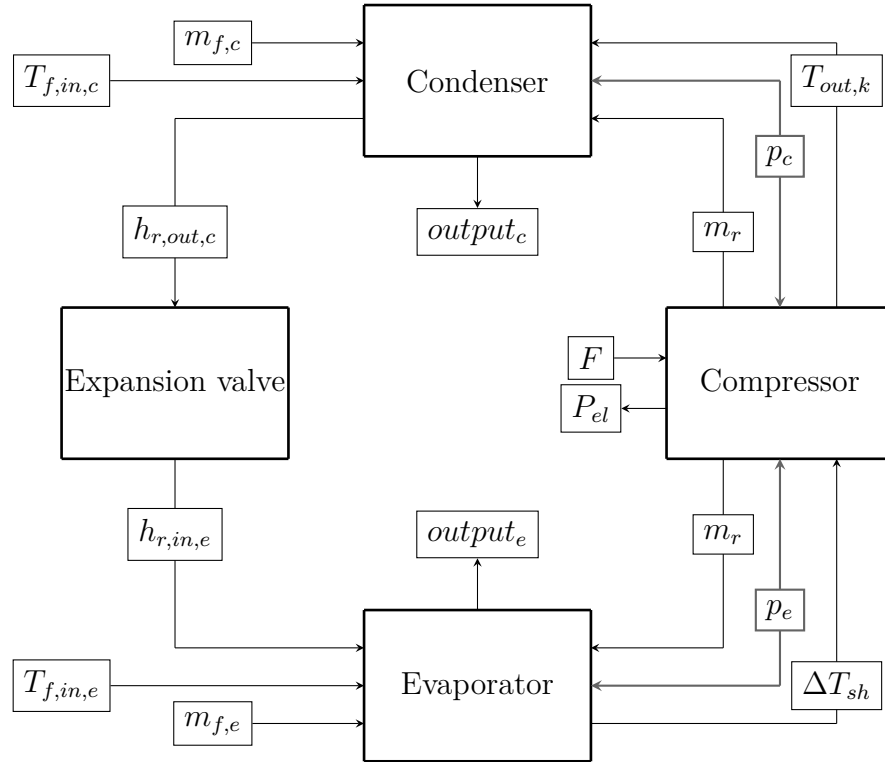 m_{f,c}
T_{f,in,c}
Condenser
T_{out,k}
p_c
h_{r,out,c}
output_c
m_r
Expansion valve
F
P_{el}
Compressor
h_{r,in,e}
output_e
m_r
p_e
T_{f,in,e}
Evaporator
ΔT_{sh}
m_{f,e}